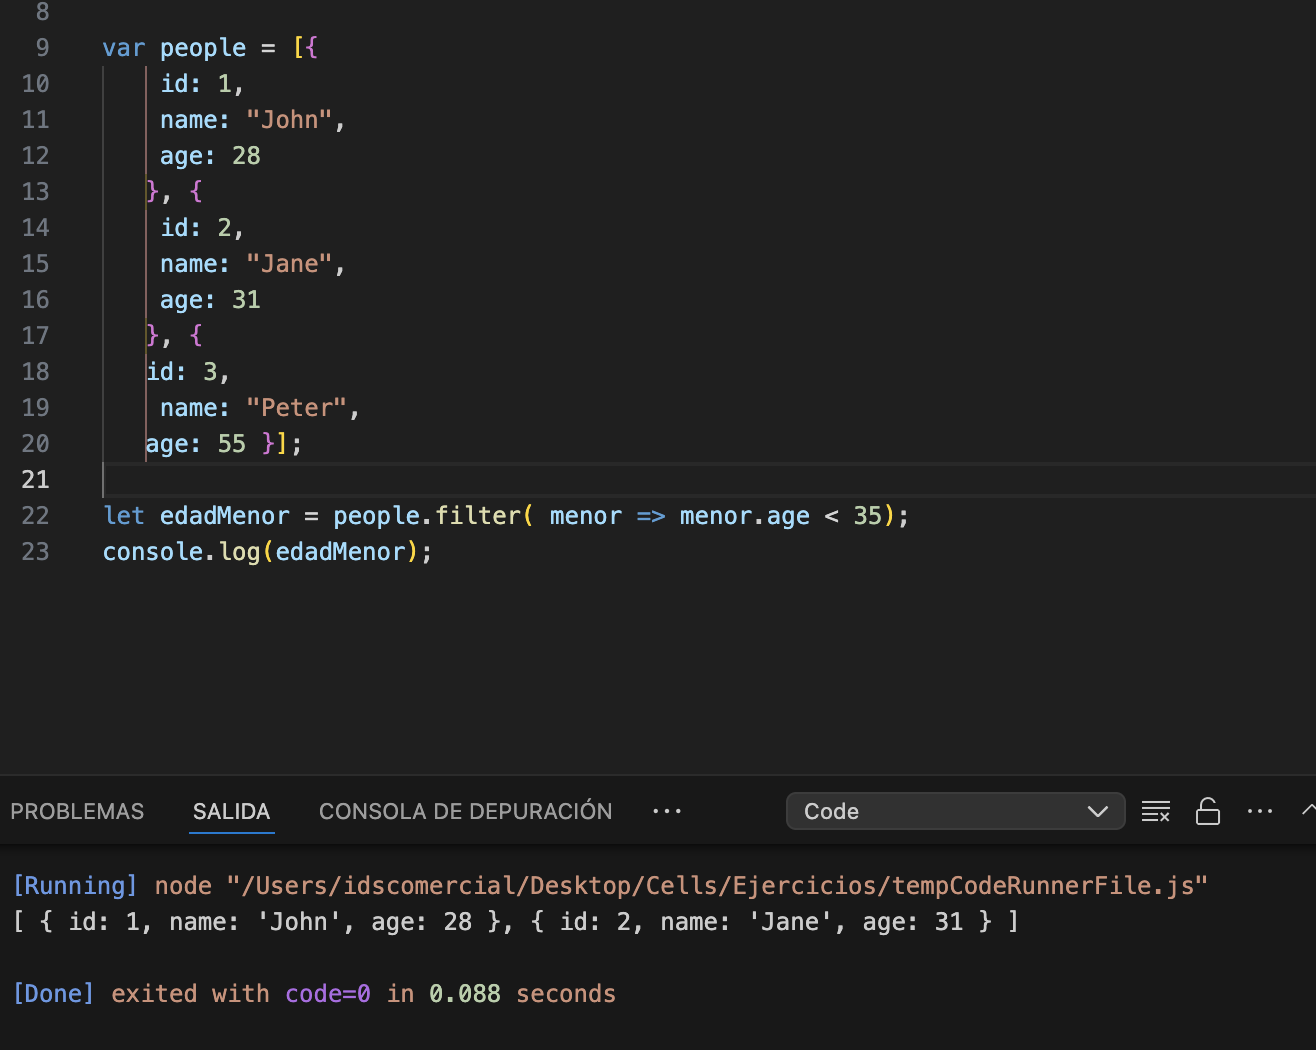 8
9 var people = [{
10 id: 1,
11 name: "John",
12 age: 28
13 }, {
14 id: 2,
15 name: "Jane",
16 age: 31
17 }, {
18 id: 3,
19 name: "Peter",
20 age: 55 }];
21
22 let edadMenor = people.filter( menor => menor.age < 35);
23 console.log(edadMenor);
PROBLEMAS SALIDA CONSOLA DE DEPURACIÓN ··· Code ···
[Running] node "/Users/idscomercial/Desktop/Cells/Ejercicios/tempCodeRunnerFile.js"
[ { id: 1, name: 'John', age: 28 }, { id: 2, name: 'Jane', age: 31 } ]
[Done] exited with code=0 in 0.088 seconds